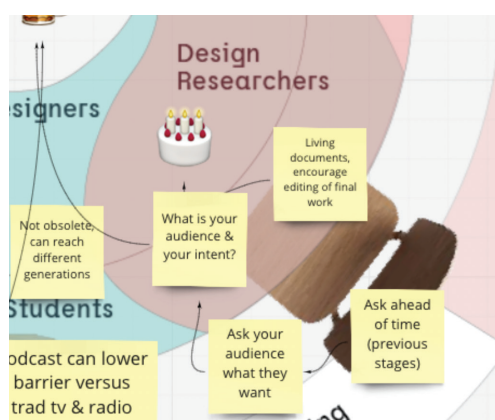 Design
Researchers
esigners
Living
documents,
encourage
editing of final
work
What is your
audience &
your intent?
Not obsolete,
can reach
different
generations
Students
Ask ahead
of time
(previous
stages)
Ask your
audience
what they
want
odcast can lower
barrier versus
trad tv & radio